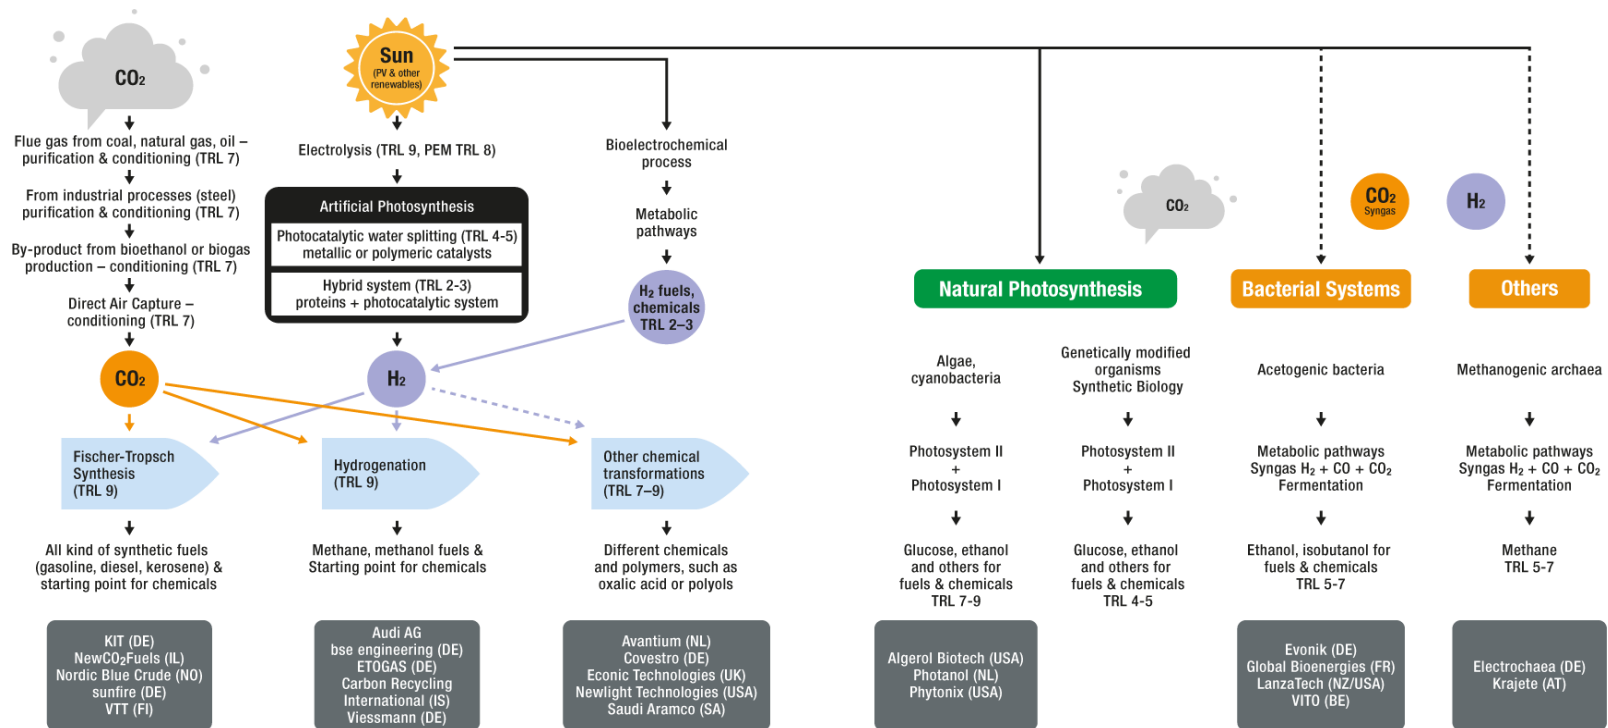 CO₂
Flue gas from coal, natural gas, oil –
purification & conditioning (TRL 7)
From industrial processes (steel)
purification & conditioning (TRL 7)
By-product from bioethanol or biogas
production – conditioning (TRL 7)
Direct Air Capture –
conditioning (TRL 7)
CO₂
Fischer-Tropsch
Synthesis
(TRL 9)
All kind of synthetic fuels
(gasoline, diesel, kerosene) &
starting point for chemicals
KIT (DE)
NewCO₂Fuels (IL)
Nordic Blue Crude (NO)
sunfire (DE)
VTT (FI)
Sun
(PV & other
renewables)
Electrolysis (TRL 9, PEM TRL 8)
Artificial Photosynthesis
Photocatalytic water splitting (TRL 4-5)
metallic or polymeric catalysts
Hybrid system (TRL 2-3)
proteins + photocatalytic system
H₂
Hydrogenation
(TRL 9)
Methane, methanol fuels &
Starting point for chemicals
Audi AG
bse engineering (DE)
ETOGAS (DE)
Carbon Recycling
International (IS)
Viessmann (DE)
Bioelectrochemical
process
Metabolic
pathways
H₂ fuels,
chemicals
TRL 2–3
Other chemical
transformations
(TRL 7–9)
Different chemicals
and polymers, such as
oxalic acid or polyols
Avantium (NL)
Covestro (DE)
Econic Technologies (UK)
Newlight Technologies (USA)
Saudi Aramco (SA)
CO₂
CO₂
Syngas
H₂
Natural Photosynthesis
Algae,
cyanobacteria
Photosystem II
+
Photosystem I
Glucose, ethanol
and others for
fuels & chemicals
TRL 7-9
Algerol Biotech (USA)
Photanol (NL)
Phytonix (USA)
Genetically modified
organisms
Synthetic Biology
Photosystem II
+
Photosystem I
Glucose, ethanol
and others for
fuels & chemicals
TRL 4-5
Bacterial Systems
Acetogenic bacteria
Metabolic pathways
Syngas H₂ + CO + CO₂
Fermentation
Ethanol, isobutanol for
fuels & chemicals
TRL 5-7
Evonik (DE)
Global Bioenergies (FR)
LanzaTech (NZ/USA)
VITO (BE)
Others
Methanogenic archaea
Metabolic pathways
Syngas H₂ + CO + CO₂
Fermentation
Methane
TRL 5-7
Electrochaea (DE)
Krajete (AT)